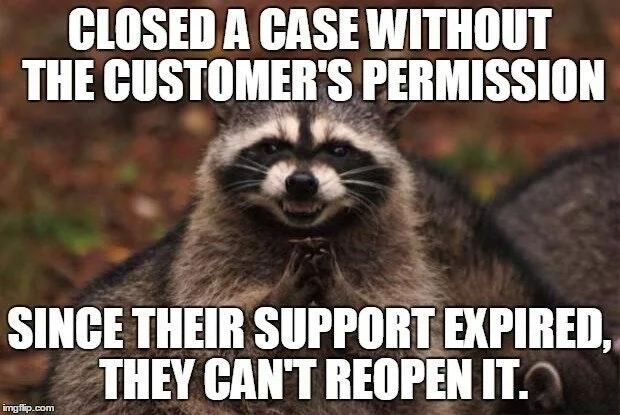 CLOSED A CASE WITHOUT
THE CUSTOMER'S PERMISSION
SINCE THEIR SUPPORT EXPIRED,
THEY CAN'T REOPEN IT.
imgflip.com